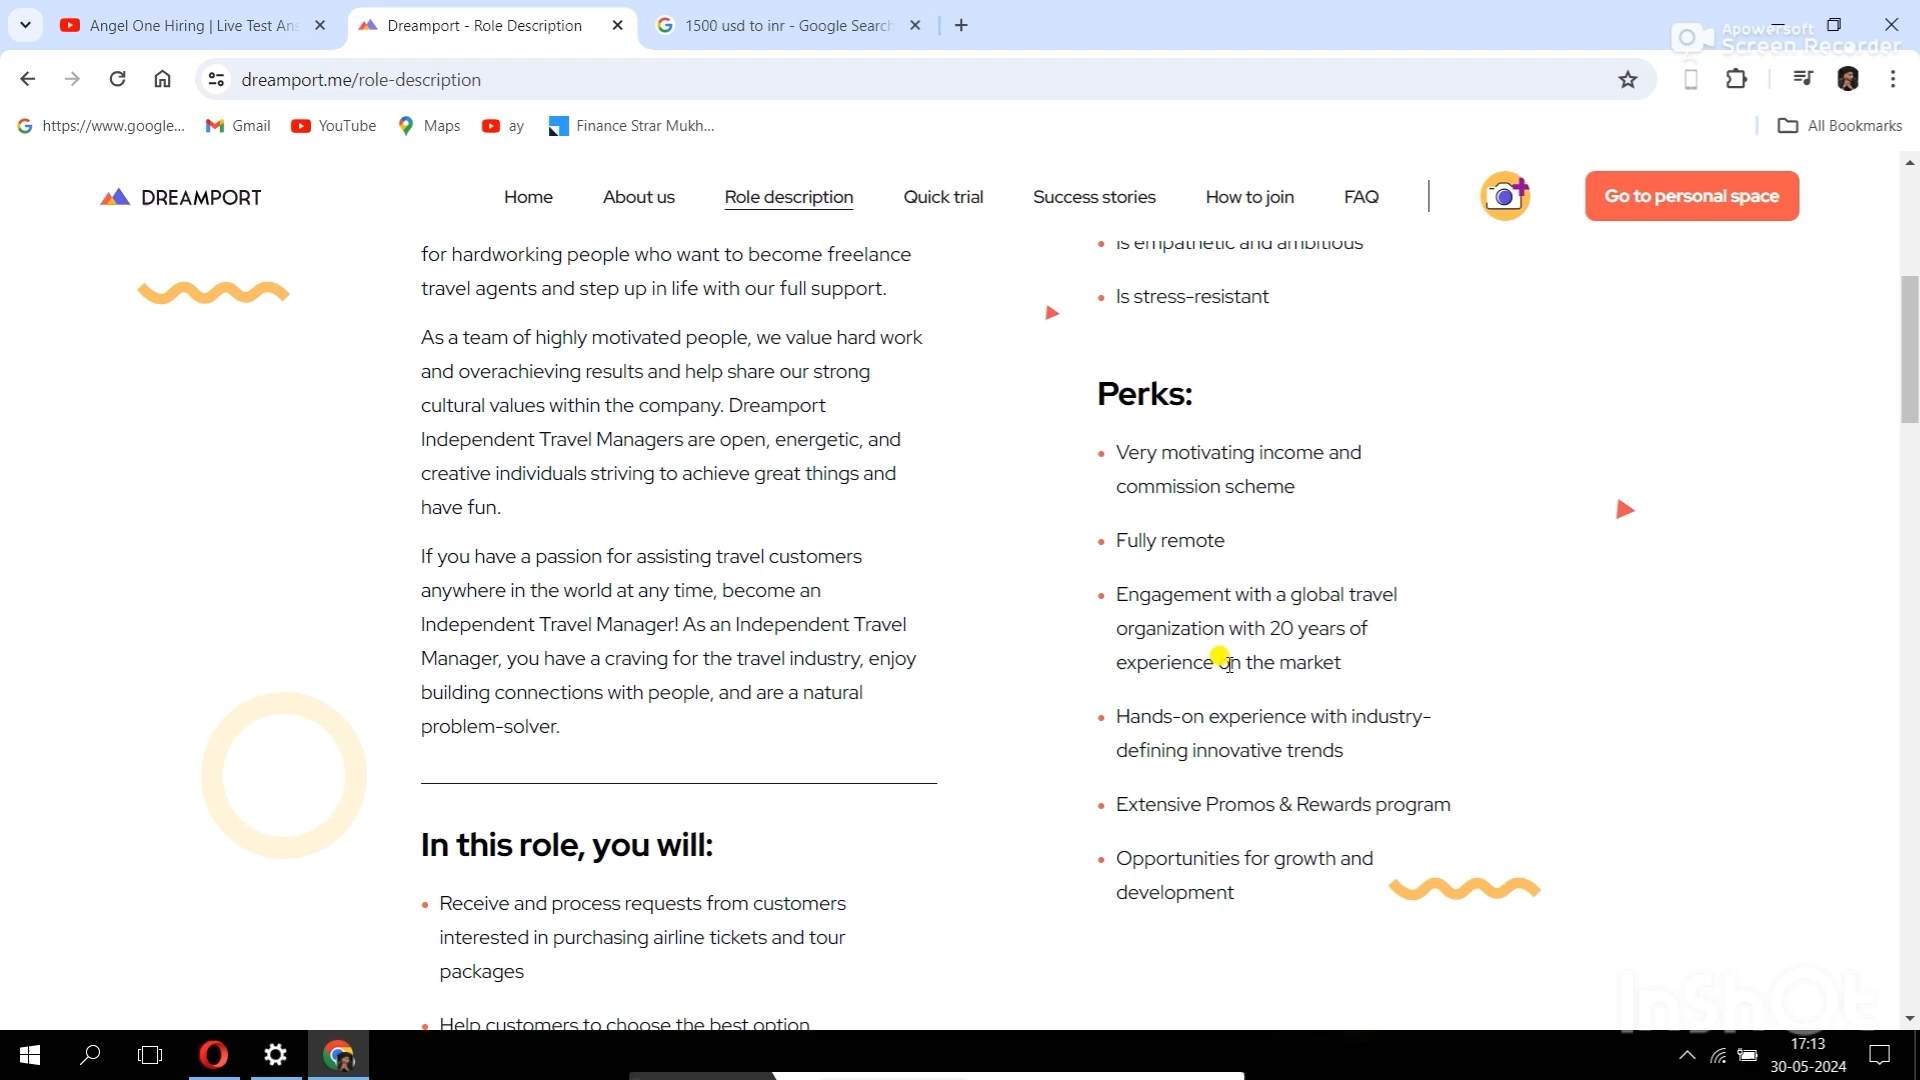 Angel One Hiring | Live Test Ans
Dreamport - Role Description
1500 usd to inr - Google Search
Apowersoft
Screen Recorder
dreamport.me/role-description
https://www.google...
Gmail
YouTube
Maps
ay
Finance Strar Mukh...
All Bookmarks
DREAMPORT
Home
About us
Role description
Quick trial
Success stories
How to join
FAQ
Go to personal space
for hardworking people who want to become freelance
travel agents and step up in life with our full support.
As a team of highly motivated people, we value hard work
and overachieving results and help share our strong
cultural values within the company. Dreamport
Independent Travel Managers are open, energetic, and
creative individuals striving to achieve great things and
have fun.
If you have a passion for assisting travel customers
anywhere in the world at any time, become an
Independent Travel Manager! As an Independent Travel
Manager, you have a craving for the travel industry, enjoy
building connections with people, and are a natural
problem-solver.
In this role, you will:
Receive and process requests from customers
interested in purchasing airline tickets and tour
packages
Help customers to choose the best option
Is empathetic and ambitious
Is stress-resistant
Perks:
Very motivating income and
commission scheme
Fully remote
Engagement with a global travel
organization with 20 years of
experience on the market
Hands-on experience with industry-
defining innovative trends
Extensive Promos & Rewards program
Opportunities for growth and
development
InShOt
17:13
30-05-2024